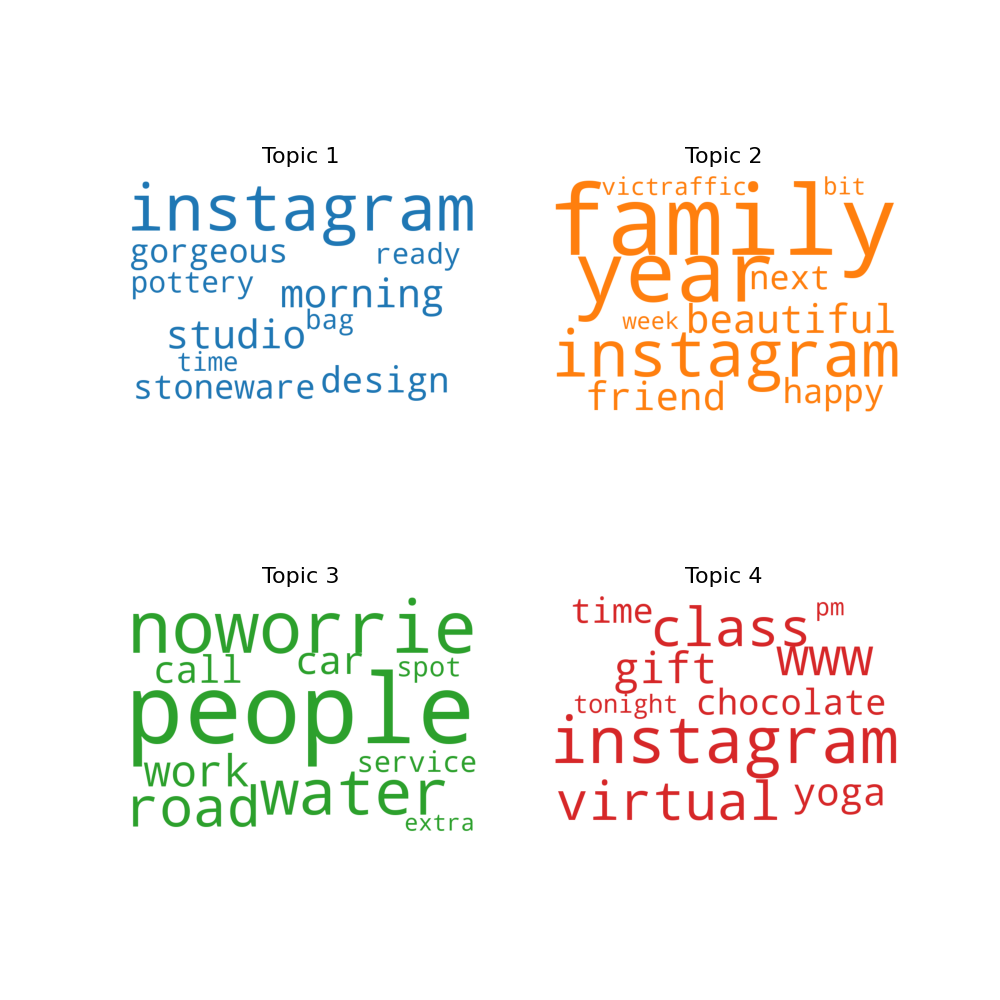 Topic 1
instagram
gorgeous ready
pottery
morning
bag
studio
time
stoneware design
Topic 2
victraffic bit
family
year
next
week beautiful
instagram
friend happy
Topic 3
noworrie
call car spot
people
work service
road water
extra
Topic 4
time class pm
gift www
tonight chocolate
instagram
virtual yoga